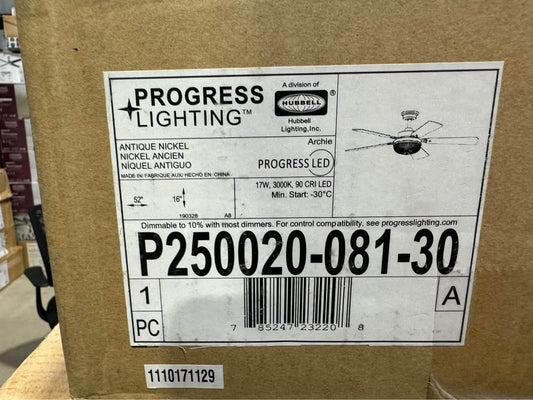 PROGRESS
LIGHTING™
A division of
HUBBELL®
Hubbell
Lighting,Inc.
ANTIQUE NICKEL
NICKEL ANCIEN
NÍQUEL ANTIGUO
MADE IN/ FABRIQUE AUX/ HECHO EN: CHINA
Archie
PROGRESS LED
52" 16"
190328 A8
17W, 3000K, 90 CRI LED
Min. Start: -30°C
Dimmable to 10% with most dimmers. For control compatibility, see progresslighting.com.
P250020-081-30
1
PC
A
7 85247 23220 8
1110171129